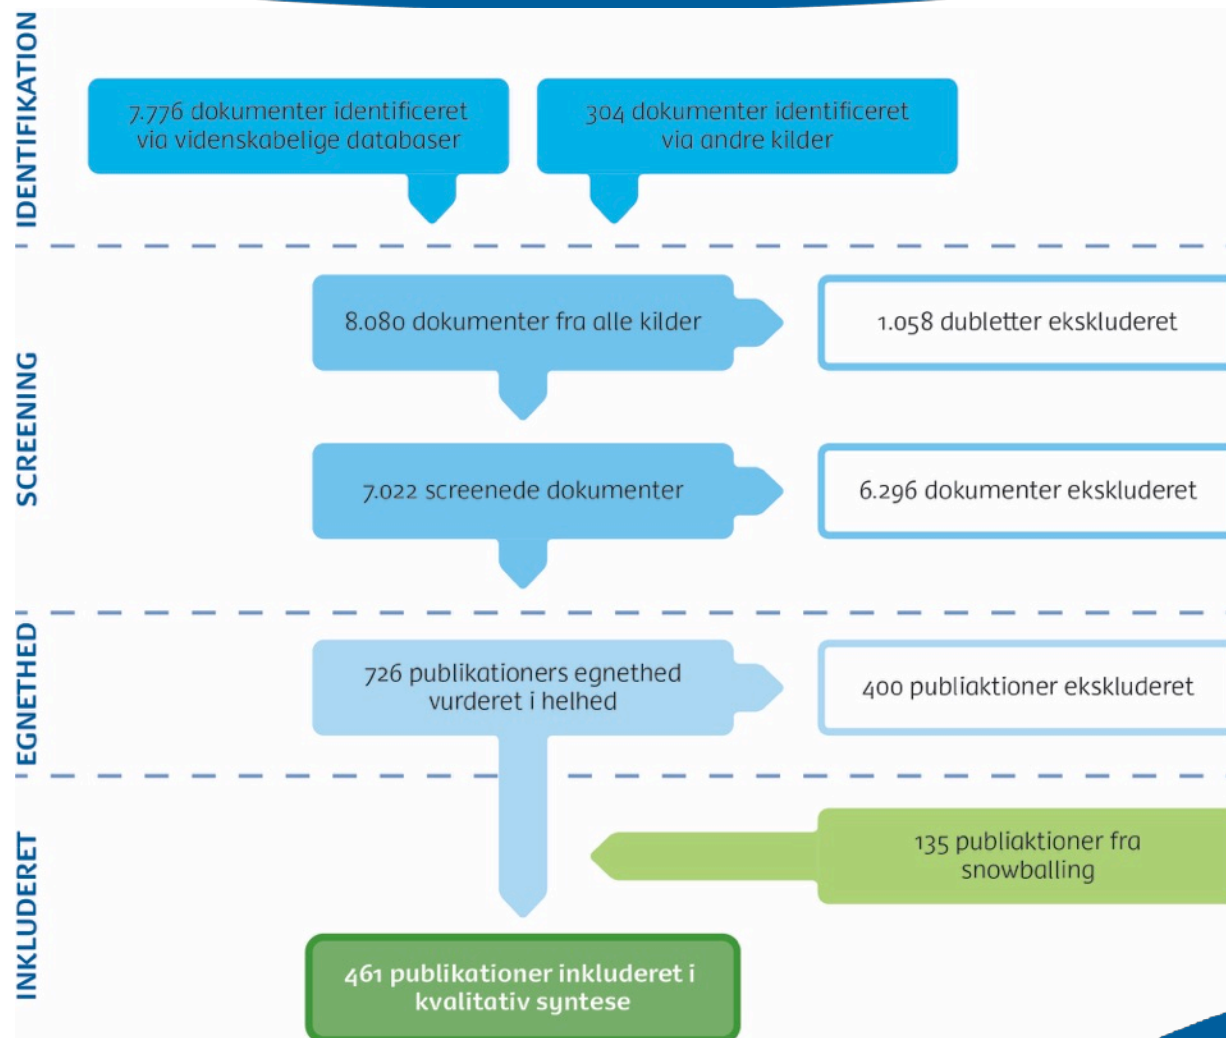 IDENTIFIKATION
7.776 dokumenter identificeret
via videnskabelige databaser
304 dokumenter identificeret
via andre kilder
SCREENING
8.080 dokumenter fra alle kilder
1.058 dubletter ekskluderet
7.022 screenede dokumenter
6.296 dokumenter ekskluderet
EGNETHED
726 publikationers egnethed
vurderet i helhed
400 publiaktioner ekskluderet
INKLUDERET
135 publiaktioner fra
snowballing
461 publikationer inkluderet i
kvalitativ syntese